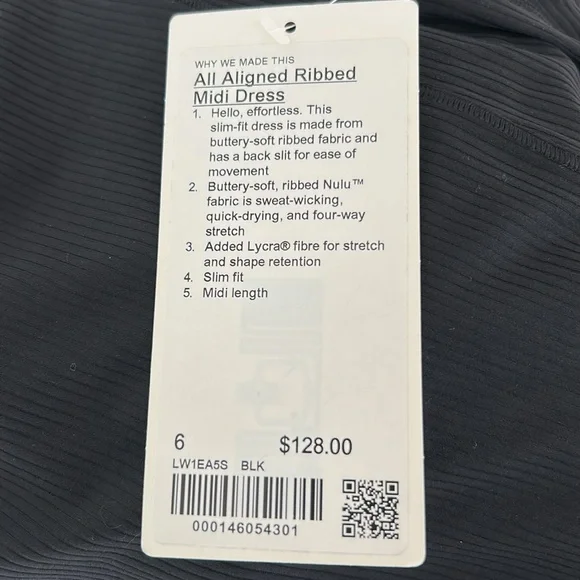 WHY WE MADE THIS
All Aligned Ribbed
Midi Dress
1. Hello, effortless. This
slim-fit dress is made from
buttery-soft ribbed fabric and
has a back slit for ease of
movement
2. Buttery-soft, ribbed Nulu™
fabric is sweat-wicking,
quick-drying, and four-way
stretch
3. Added Lycra® fibre for stretch
and shape retention
4. Slim fit
5. Midi length
6 $128.00
LW1EA5S BLK
000146054301